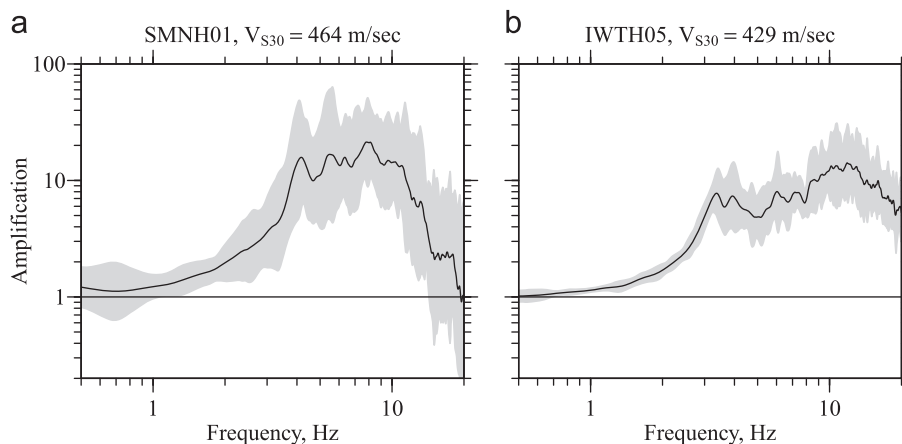 a
SMNH01, VS30 = 464 m/sec
b
IWTH05, VS30 = 429 m/sec
Amplification
100
10
1
1 10
Frequency, Hz
1 10
Frequency, Hz